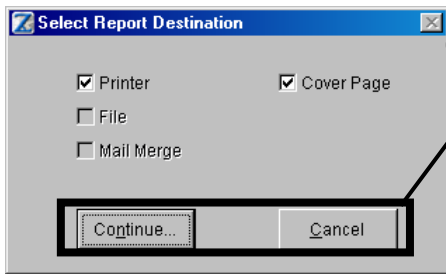 Select Report Destination
Printer Cover Page
File
Mail Merge
Continue... Cancel